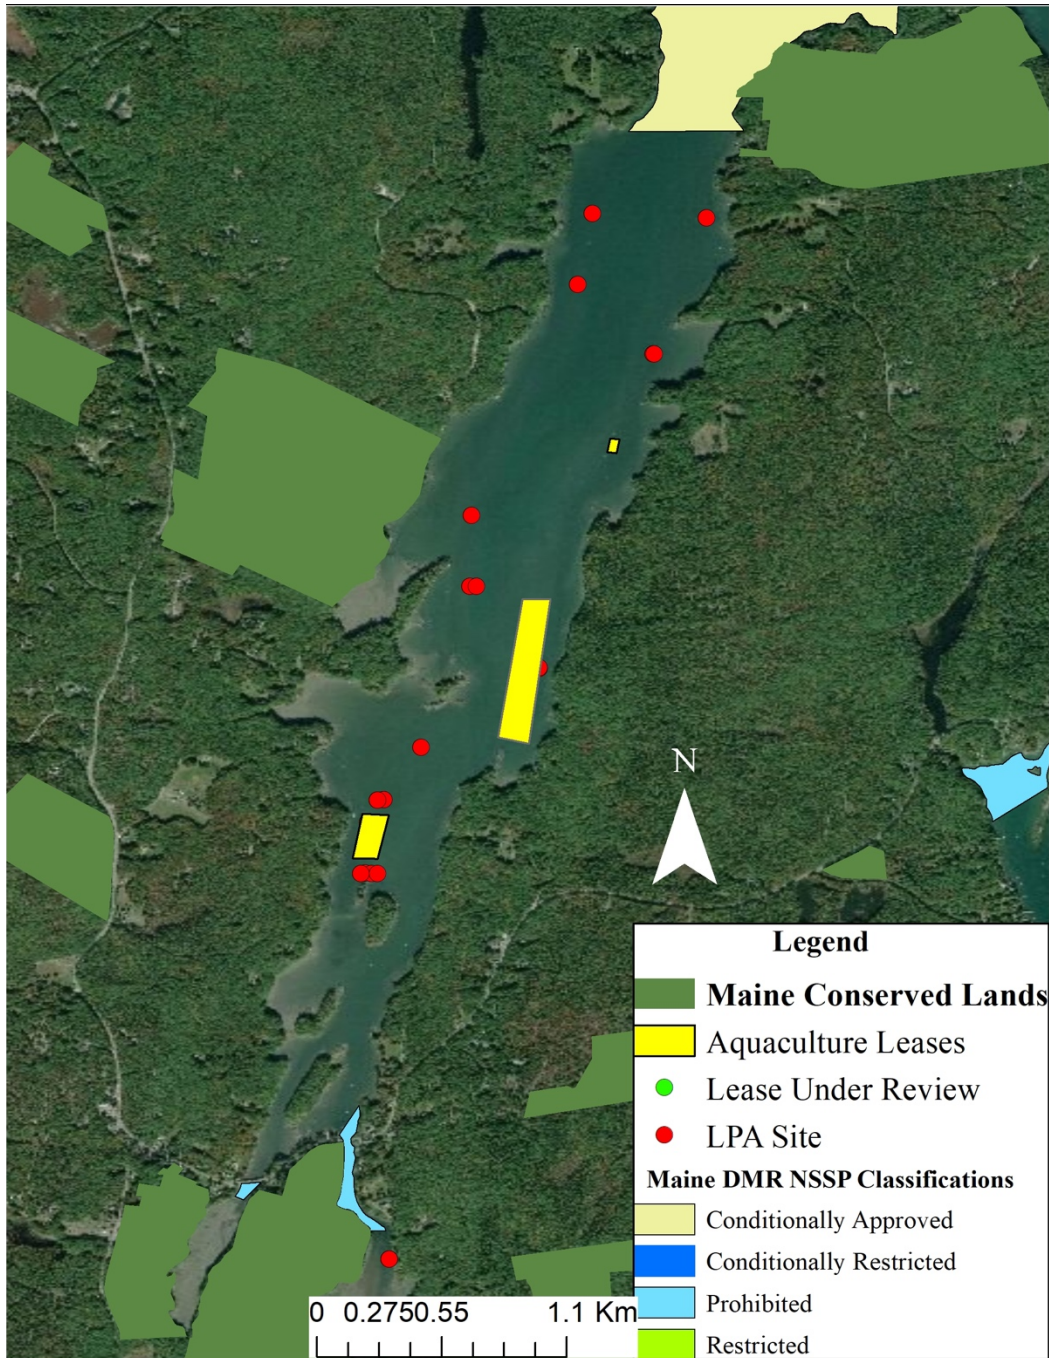 N
Legend
Maine Conserved Lands
Aquaculture Leases
Lease Under Review
LPA Site
Maine DMR NSSP Classifications
Conditionally Approved
Conditionally Restricted
Prohibited
Restricted
0 0.2750.55 1.1 Km